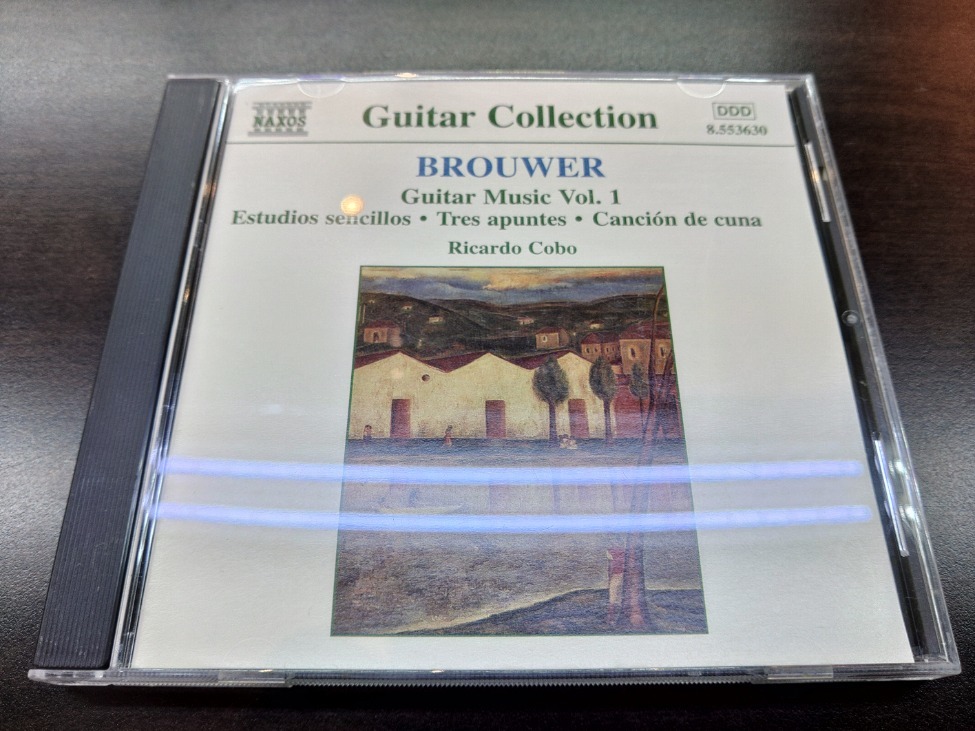 NAXOS
Guitar Collection
DDD
8.553630
BROUWER
Guitar Music Vol. 1
Estudios sencillos • Tres apuntes • Canción de cuna
Ricardo Cobo